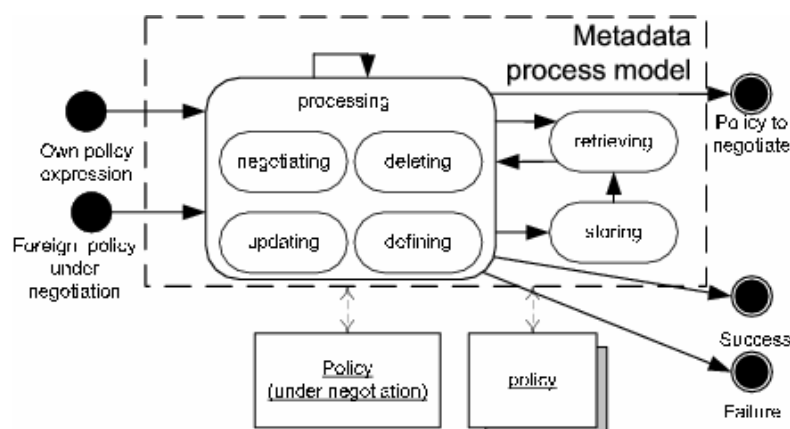 Metadata
process model
processing
negotiating
deleting
updating
defining
retrieving
storing
Own policy
expression
Foreign policy
under
negotiation
Policy to
negotiate
Success
Failure
Policy
(under negotiation)
policy